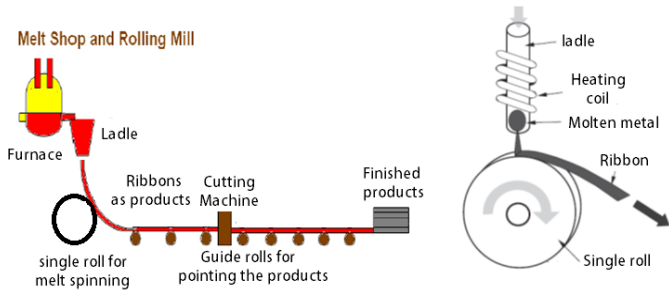 Melt Shop and Rolling Mill
Furnace
Ladle
Ribbons
as products
Cutting
Machine
Finished
products
single roll for
melt spinning
Guide rolls for
pointing the products
ladle
Heating
coil
Molten metal
Ribbon
Single roll